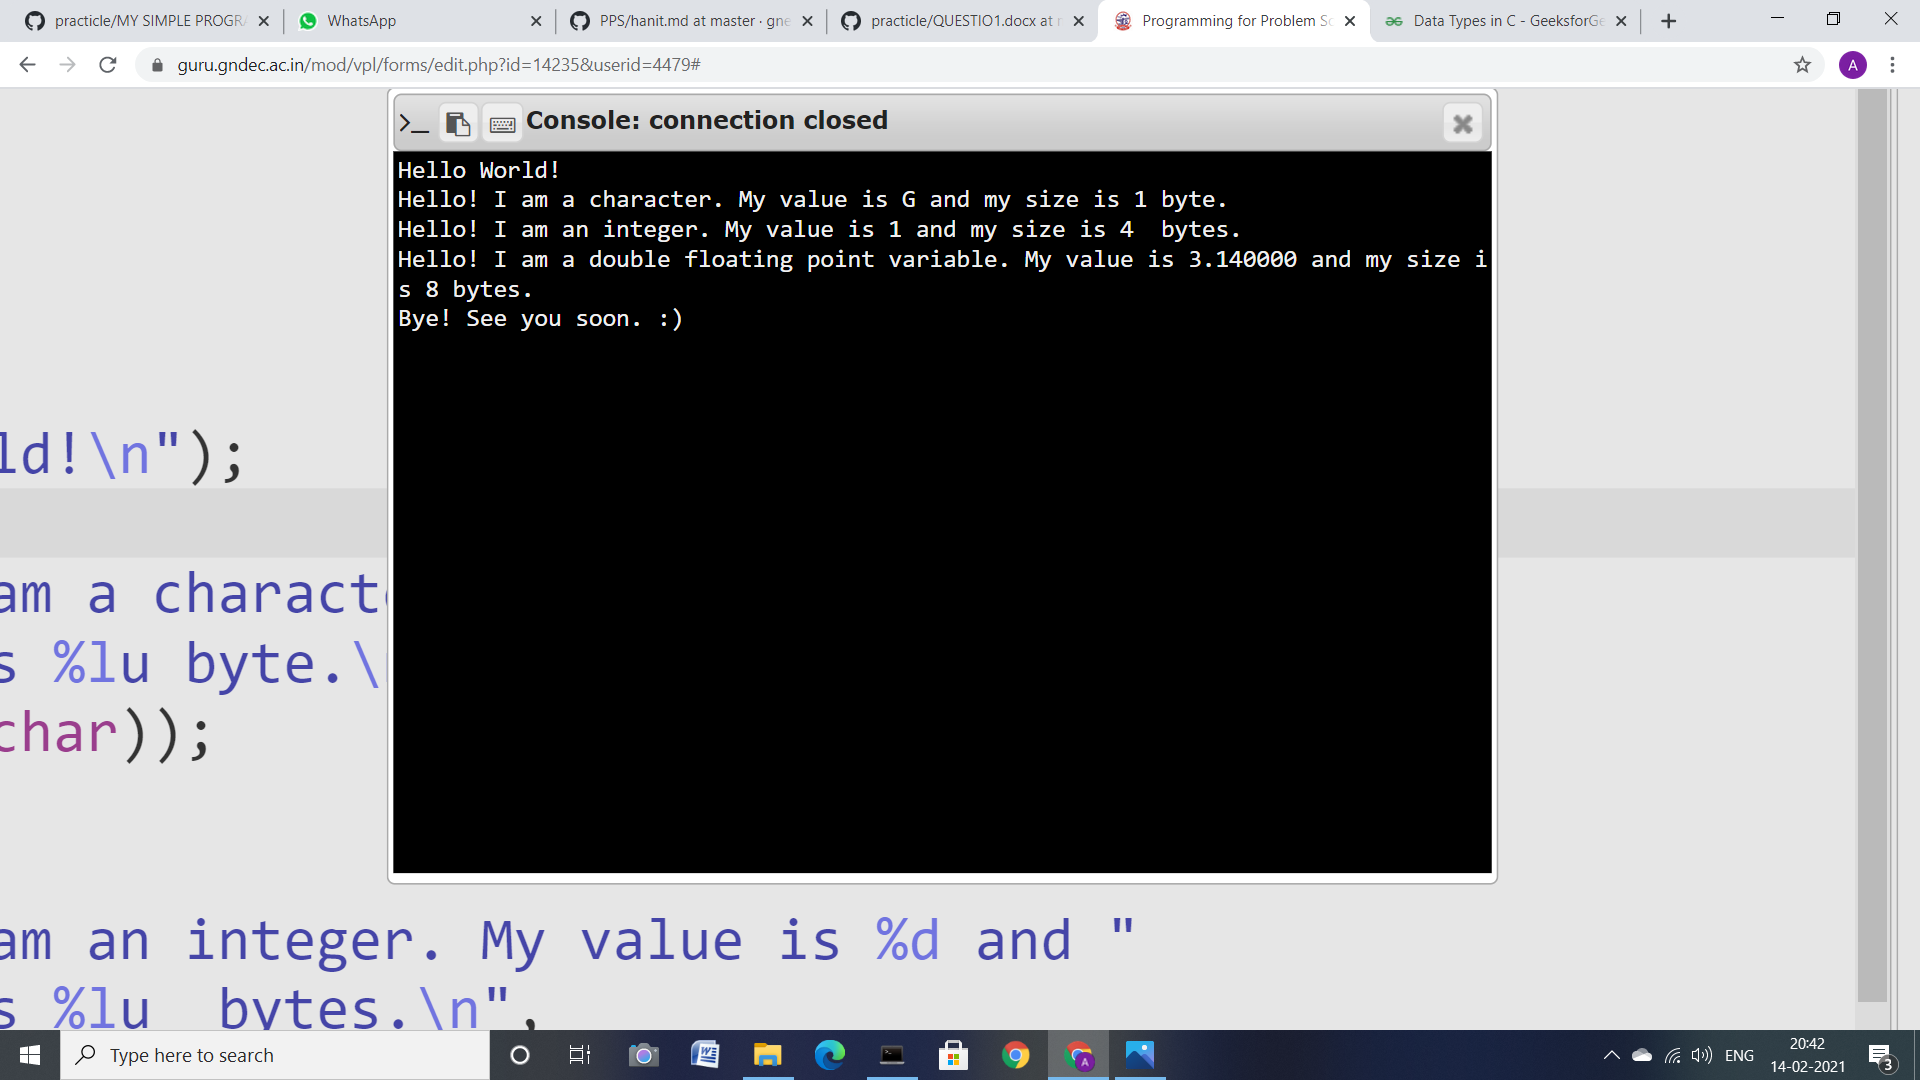 practicle/MY SIMPLE PROGRA
WhatsApp
PPS/hanit.md at master · gne
practicle/QUESTIO1.docx at
Programming for Problem So
Data Types in C - GeeksforGe
guru.gndec.ac.in/mod/vpl/forms/edit.php?id=14235&userid=4479#
A
>_ Console: connection closed
Hello World!
Hello! I am a character. My value is G and my size is 1 byte.
Hello! I am an integer. My value is 1 and my size is 4  bytes.
Hello! I am a double floating point variable. My value is 3.140000 and my size i
s 8 bytes.
Bye! See you soon. :)
ld!\n");
am a charact
s %lu byte.\
char));
am an integer. My value is %d and "
s %lu  bytes.\n",
Type here to search
ENG
20:42
14-02-2021
3